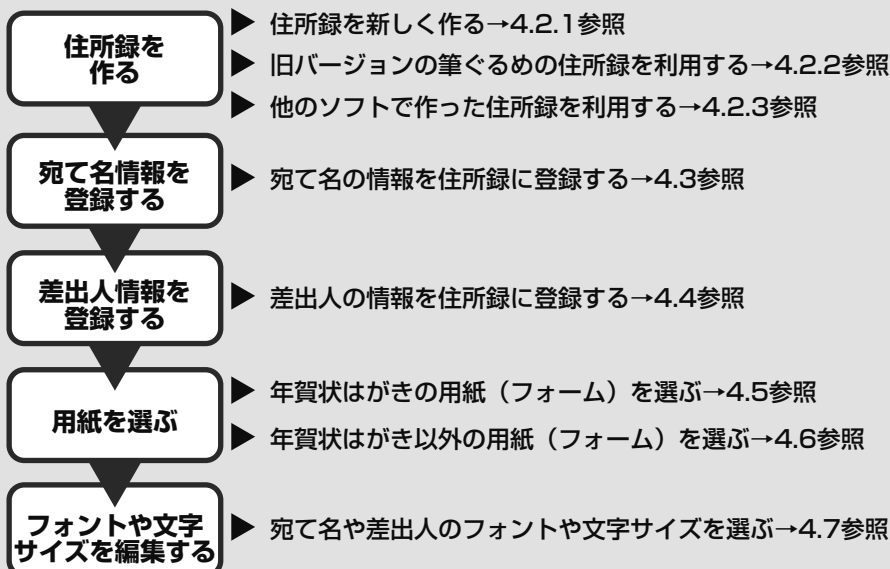 住所録を
作る
▶ 住所録を新しく作る→4.2.1参照
▶ 旧バージョンの筆ぐるめの住所録を利用する→4.2.2参照
▶ 他のソフトで作った住所録を利用する→4.2.3参照
宛て名情報を
登録する
▶ 宛て名の情報を住所録に登録する→4.3参照
差出人情報を
登録する
▶ 差出人の情報を住所録に登録する→4.4参照
用紙を選ぶ
▶ 年賀状はがきの用紙（フォーム）を選ぶ→4.5参照
▶ 年賀状はがき以外の用紙（フォーム）を選ぶ→4.6参照
フォントや文字
サイズを編集する
▶ 宛て名や差出人のフォントや文字サイズを選ぶ→4.7参照